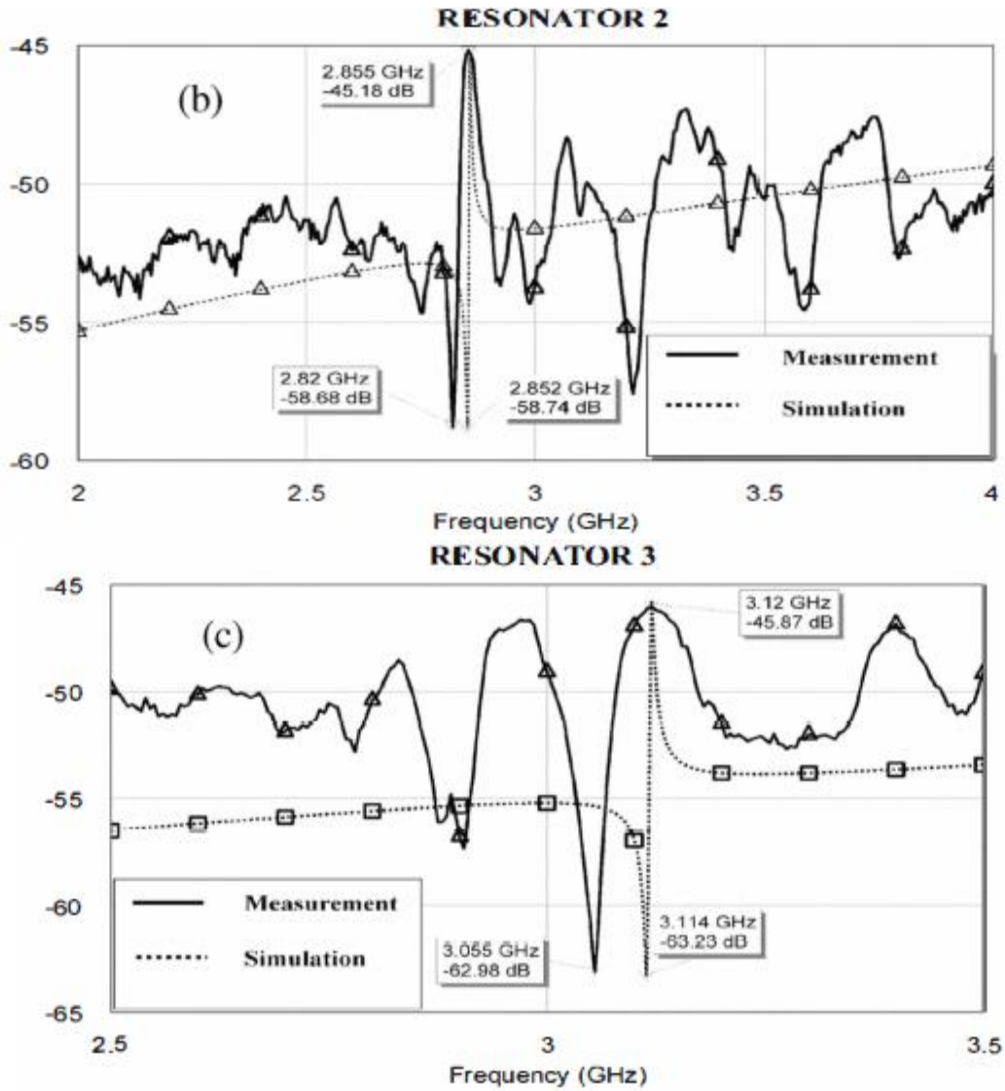 RESONATOR 2
-45
2.855 GHz
-45.18 dB
(b)
-50
-55
2.82 GHz
-58.68 dB
2.852 GHz
-58.74 dB
Measurement
Simulation
-60
2 2.5 3 3.5 4
Frequency (GHz)
RESONATOR 3
-45
3.12 GHz
-45.87 dB
(c)
-50
-55
Measurement
-60
3.114 GHz
-63.23 dB
3.055 GHz
-62.98 dB
Simulation
-65
2.5 3 3.5
Frequency (GHz)